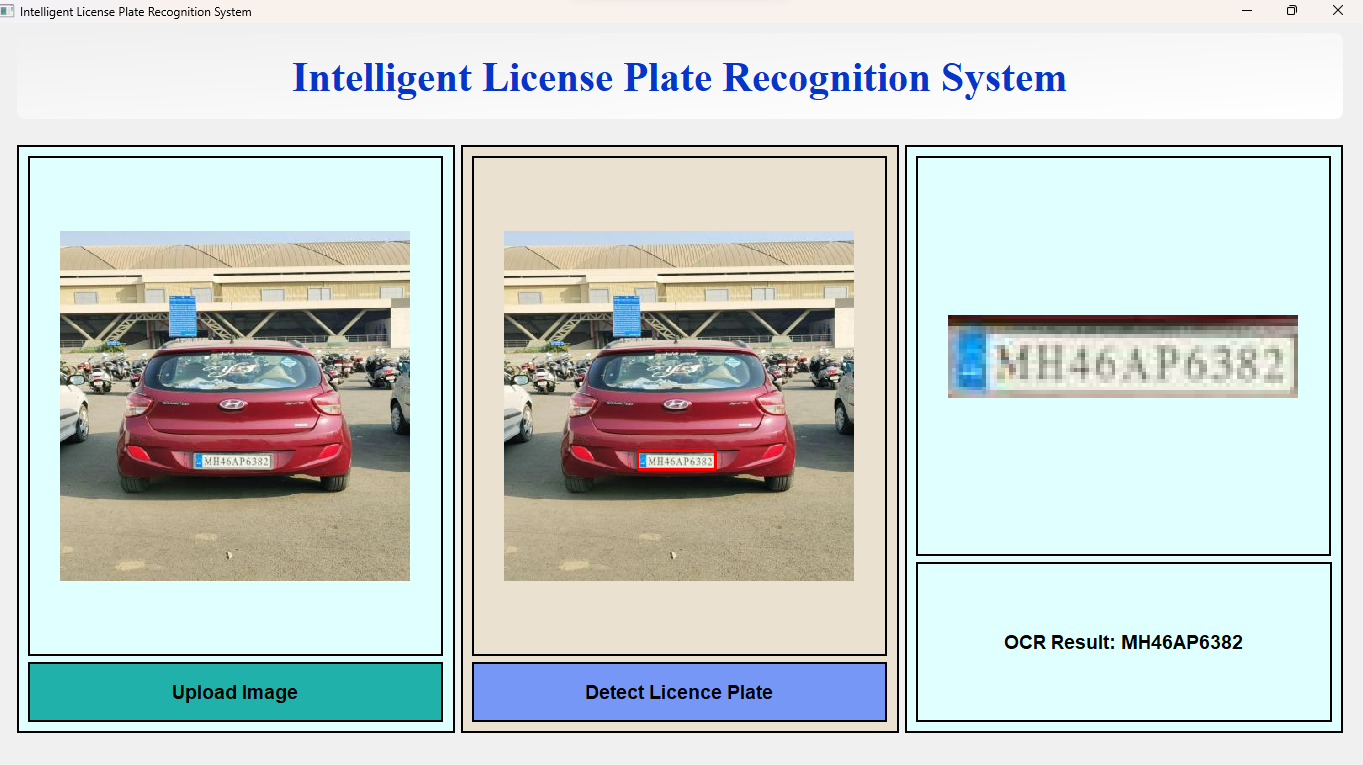 Intelligent License Plate Recognition System
Intelligent License Plate Recognition System
MH46AP6382
MH46AP6382
MH46AP6382
Upload Image
Detect Licence Plate
OCR Result: MH46AP6382